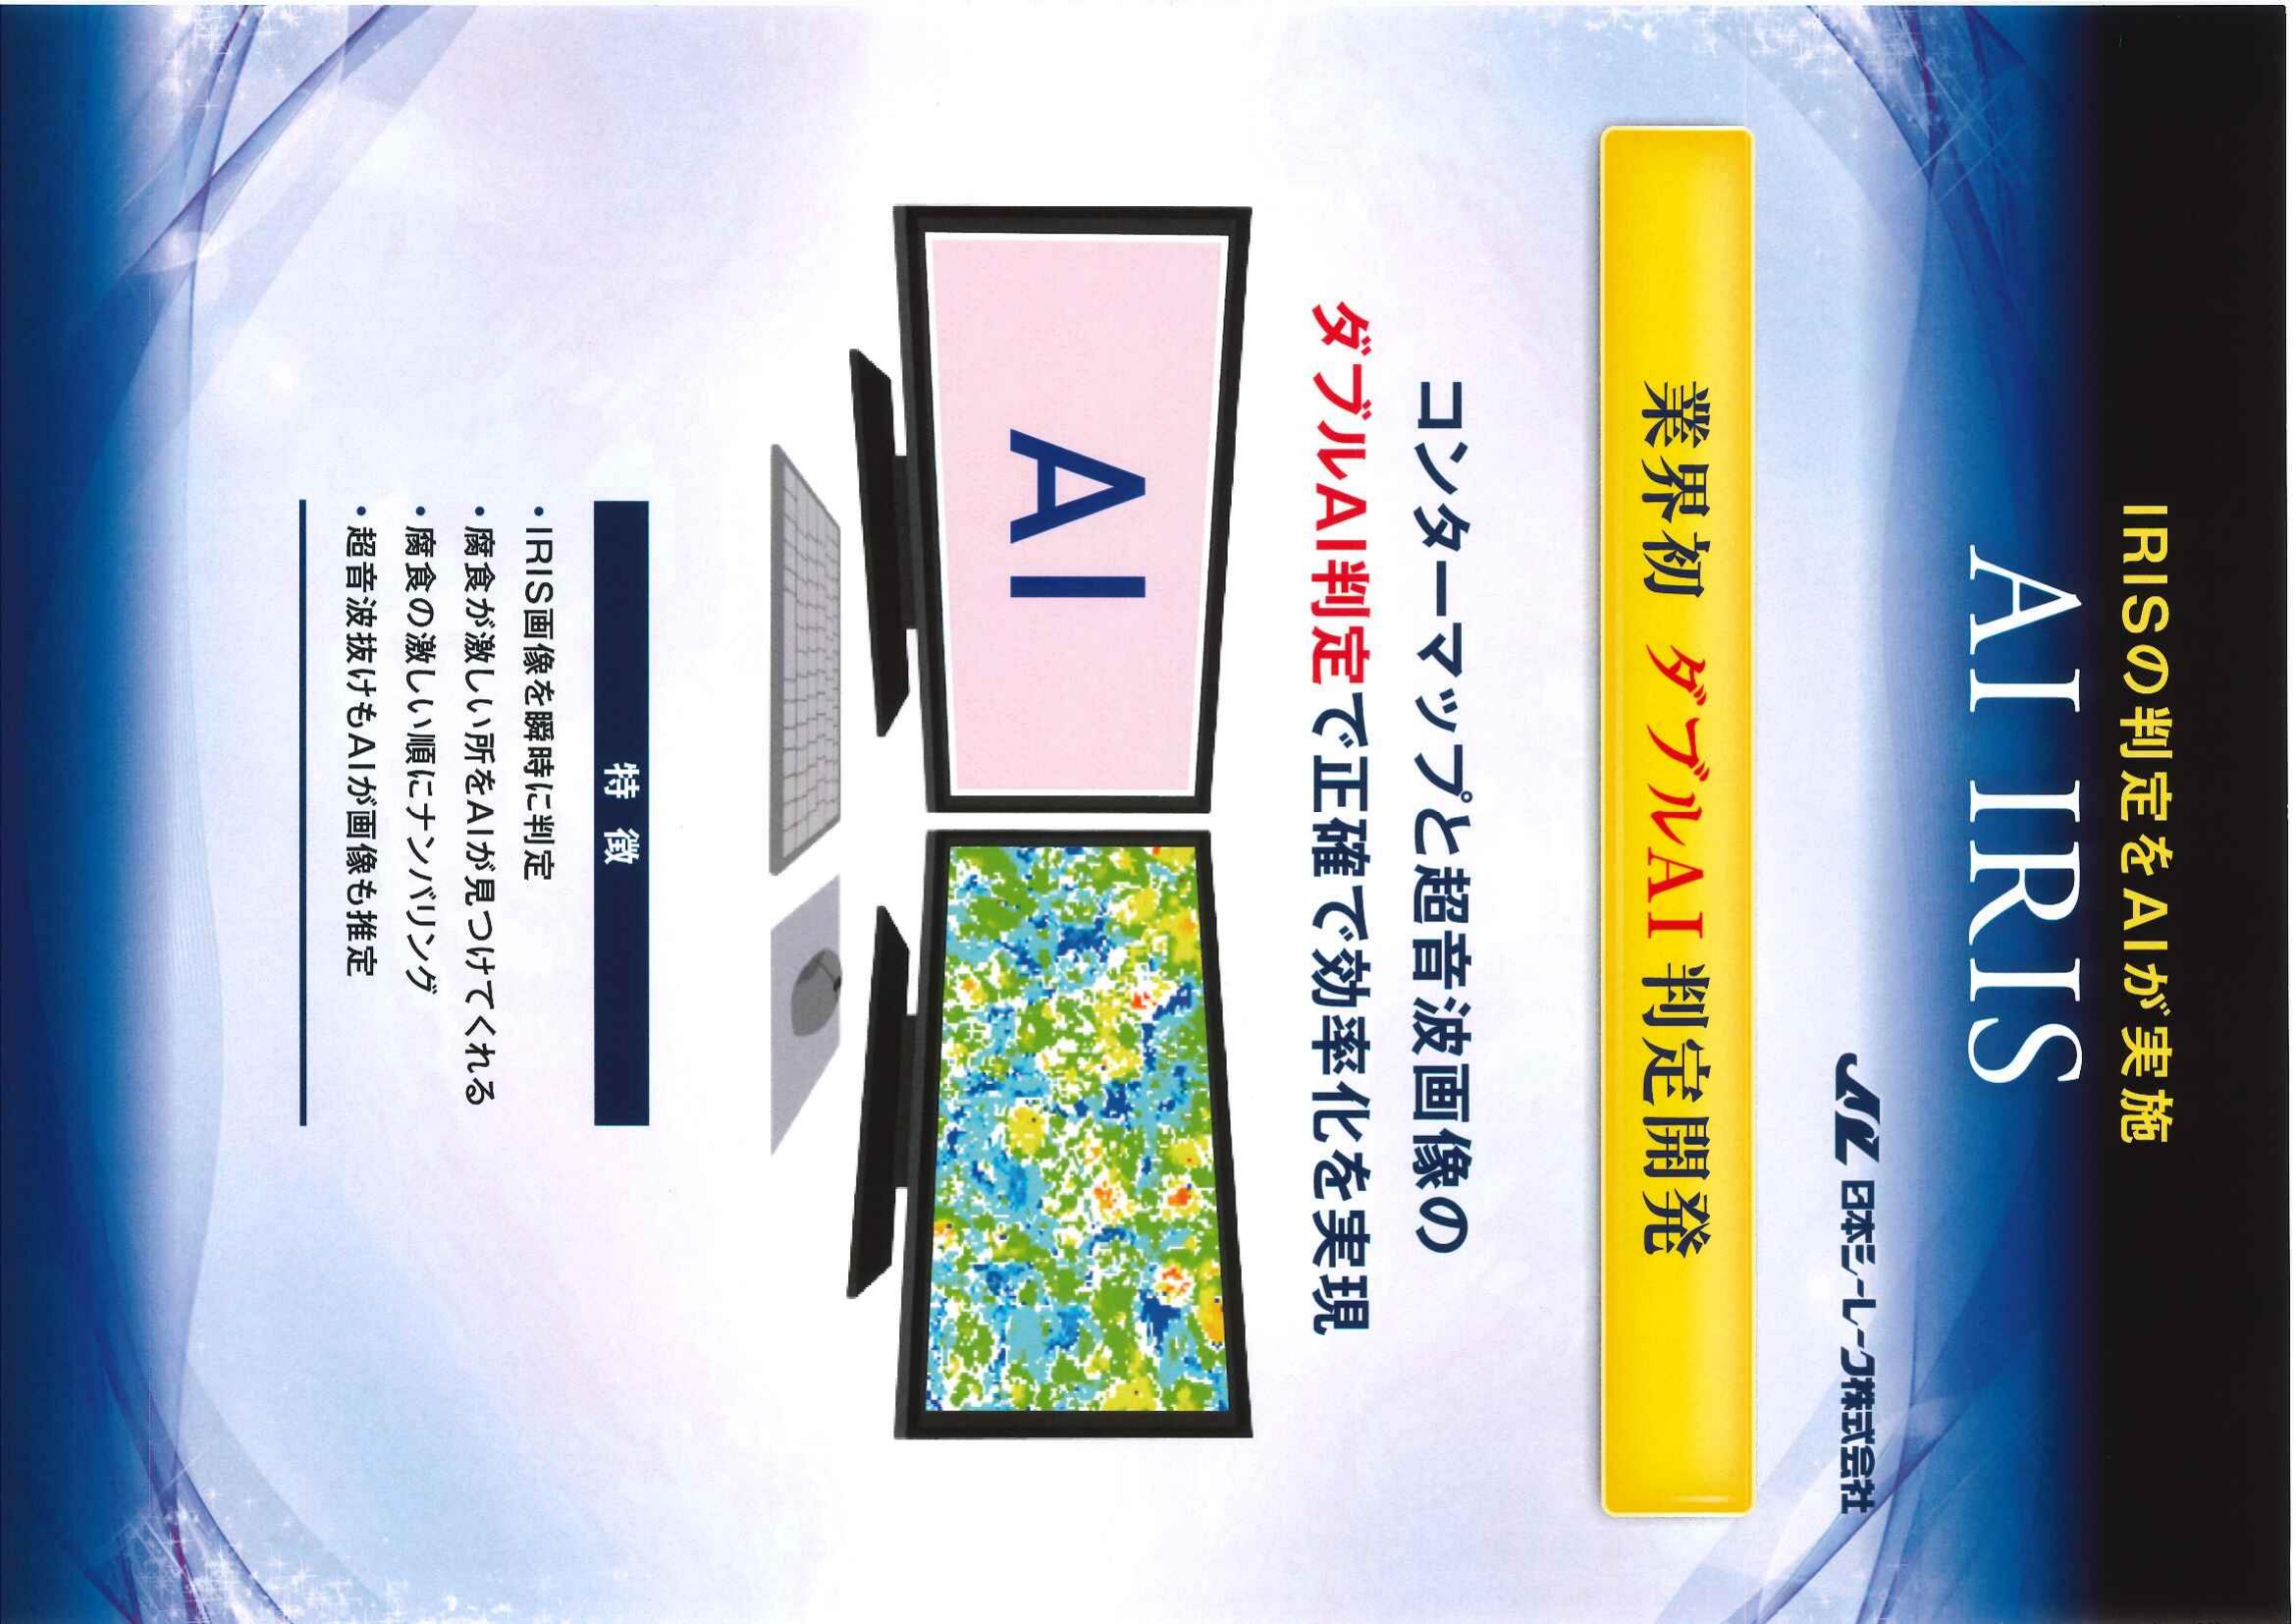 IRISの判定をAIが実施
AI IRIS
JSL 日本シーレーク株式会社
業界初 ダブルAI 判定開発
コンターマップと超音波画像の
ダブルAI判定で正確で効率化を実現
AI
特 徴
・IRIS画像を瞬時に判定
・腐食が激しい所をAIが見つけてくれる
・腐食の激しい順にナンバリング
・超音波抜けもAIが画像も推定